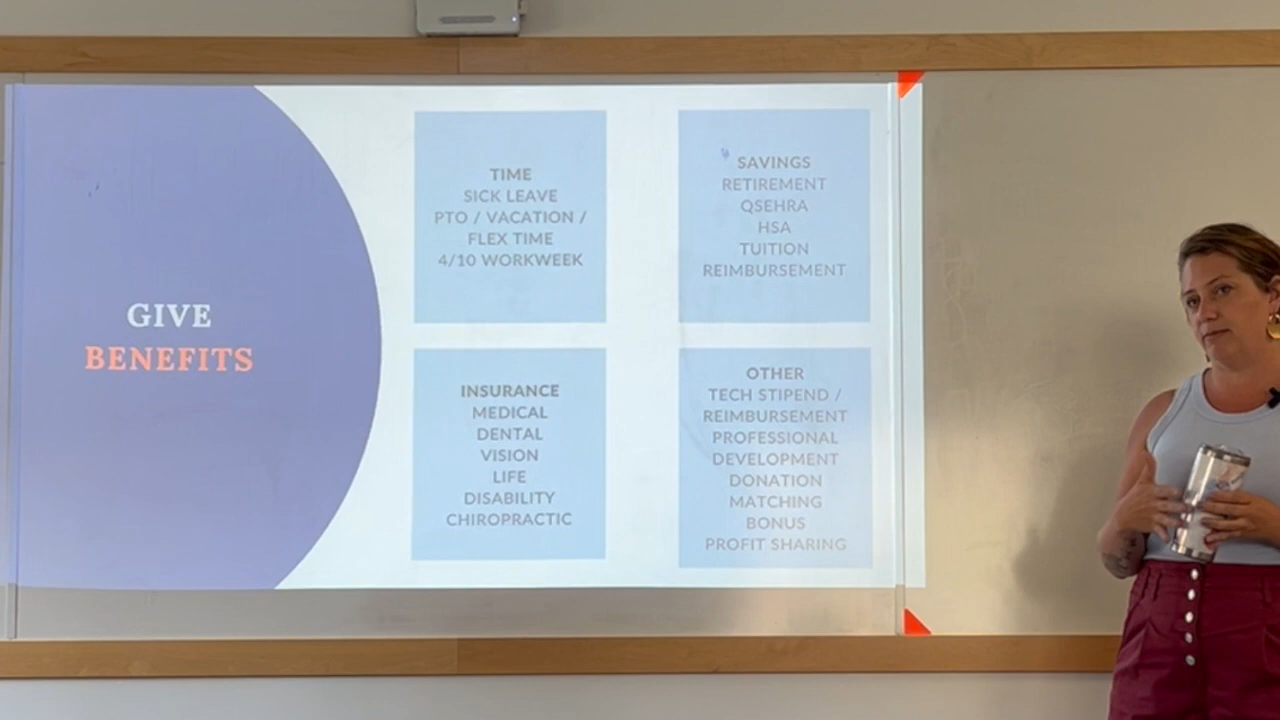 GIVE
BENEFITS
TIME
SICK LEAVE
PTO / VACATION /
FLEX TIME
4/10 WORKWEEK
SAVINGS
RETIREMENT
QSEHRA
HSA
TUITION
REIMBURSEMENT
INSURANCE
MEDICAL
DENTAL
VISION
LIFE
DISABILITY
CHIROPRACTIC
OTHER
TECH STIPEND /
REIMBURSEMENT
PROFESSIONAL
DEVELOPMENT
DONATION
MATCHING
BONUS
PROFIT SHARING